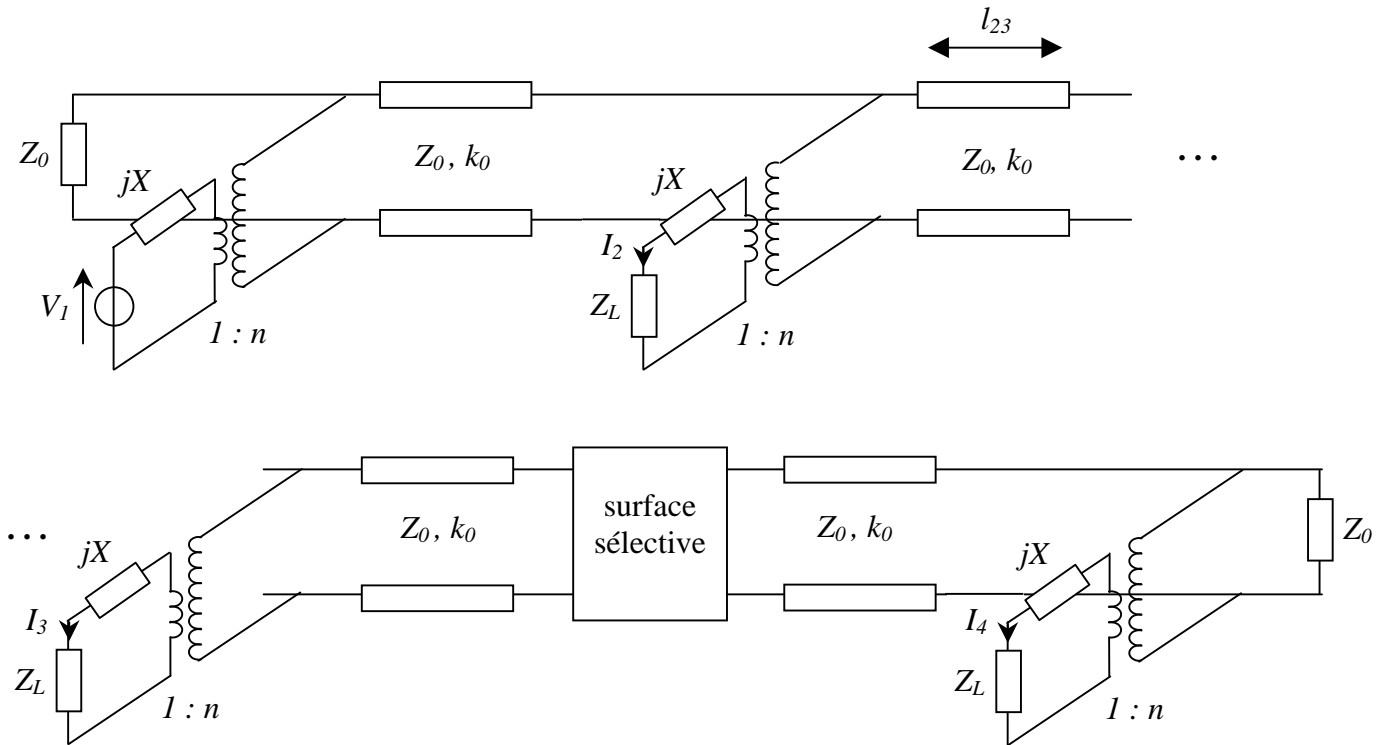 l23
Z0
Z0 , k0
Z0, k0
...
jX
jX
I2
V1
ZL
1 : n
1 : n
surface
sélective
...
Z0 , k0
Z0 , k0
Z0
jX
jX
I3
I4
ZL
ZL
1 : n
1 : n